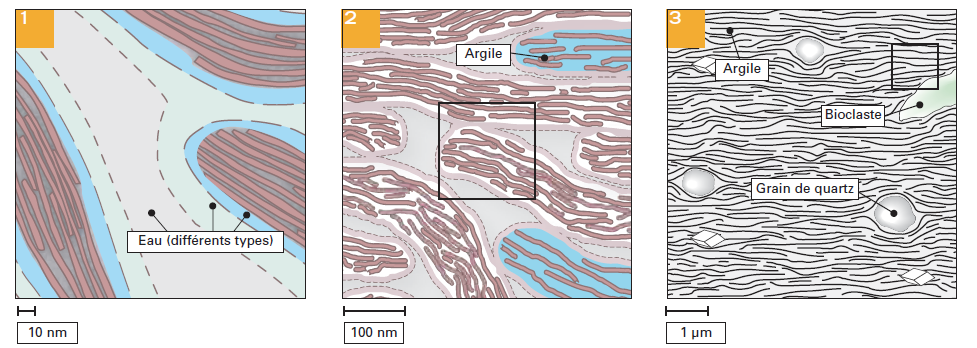 1
Eau (différents types)
10 nm
2
Argile
100 nm
3
Argile
Bioclaste
Grain de quartz
1 µm